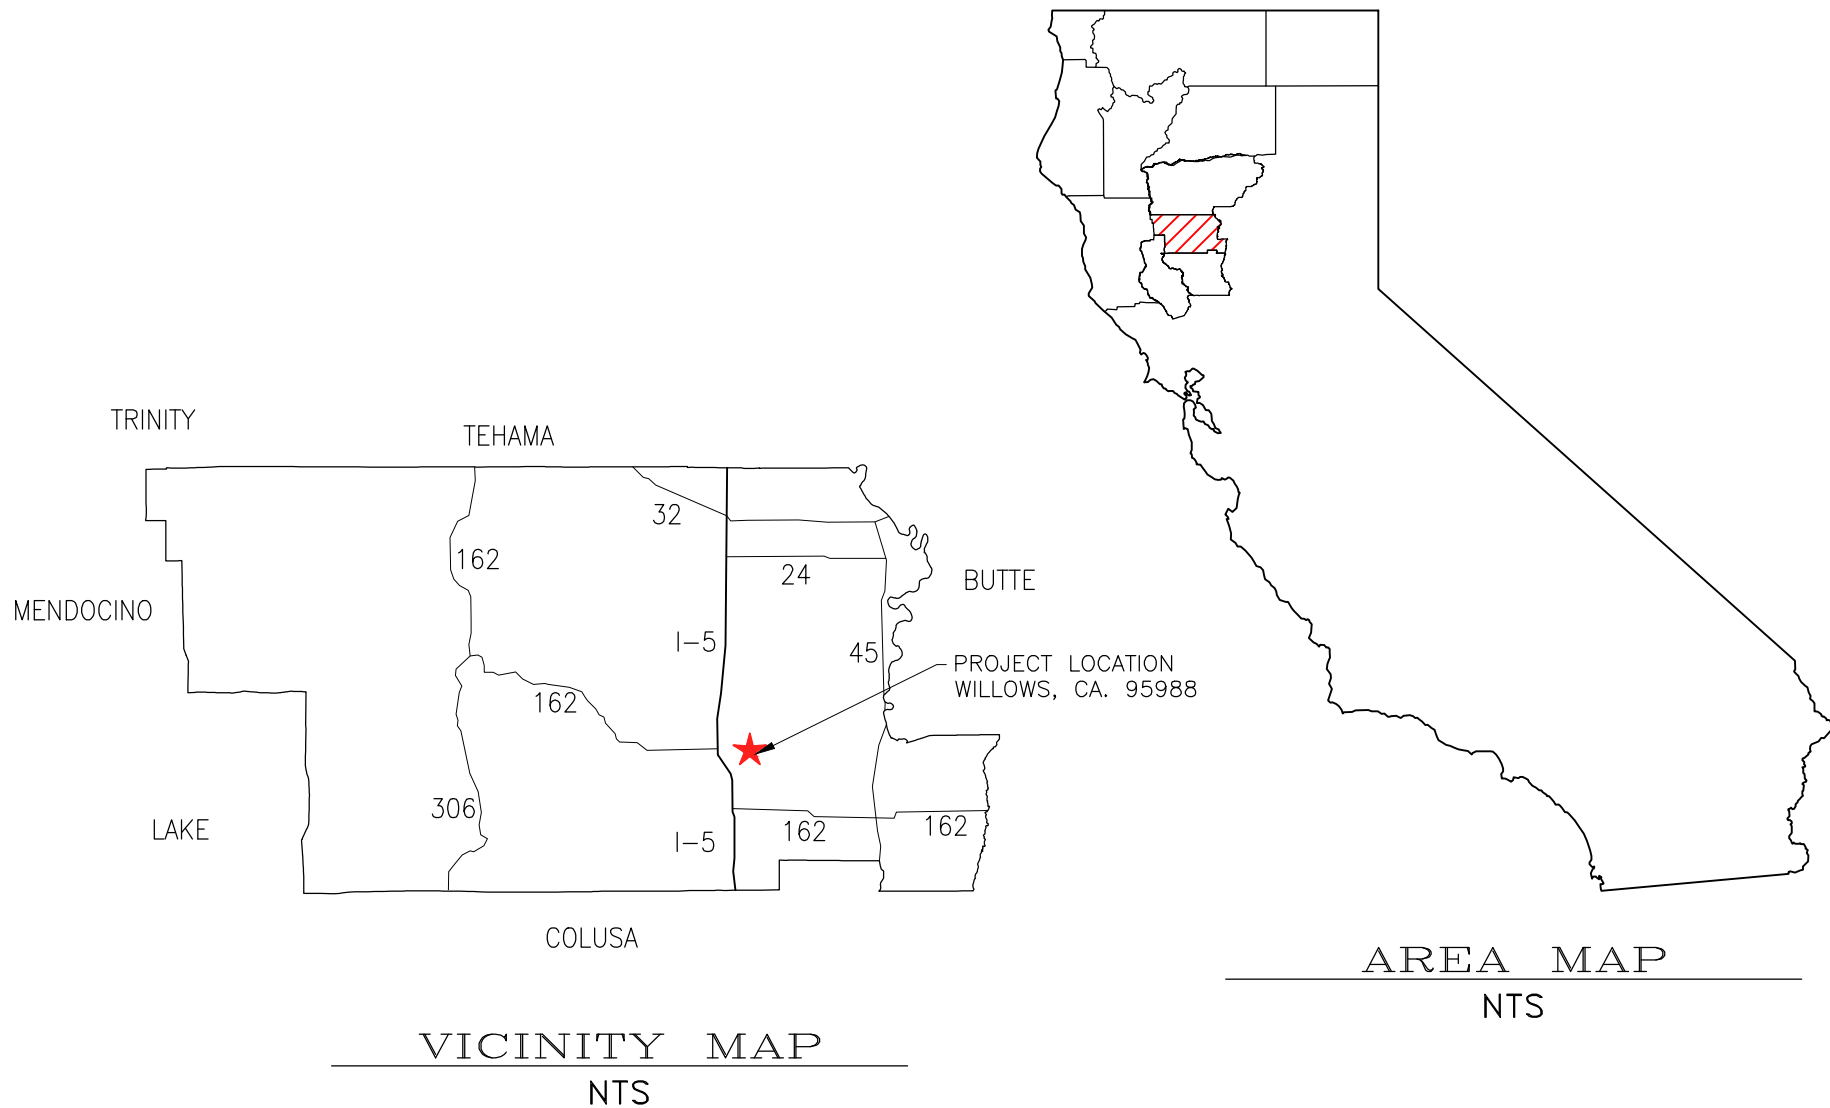 TRINITY
TEHAMA
32
162
24
BUTTE
MENDOCINO
I-5
45
PROJECT LOCATION
WILLOWS, CA. 95988
162
306
LAKE
I-5
162
162
COLUSA
AREA MAP
NTS
VICINITY MAP
NTS